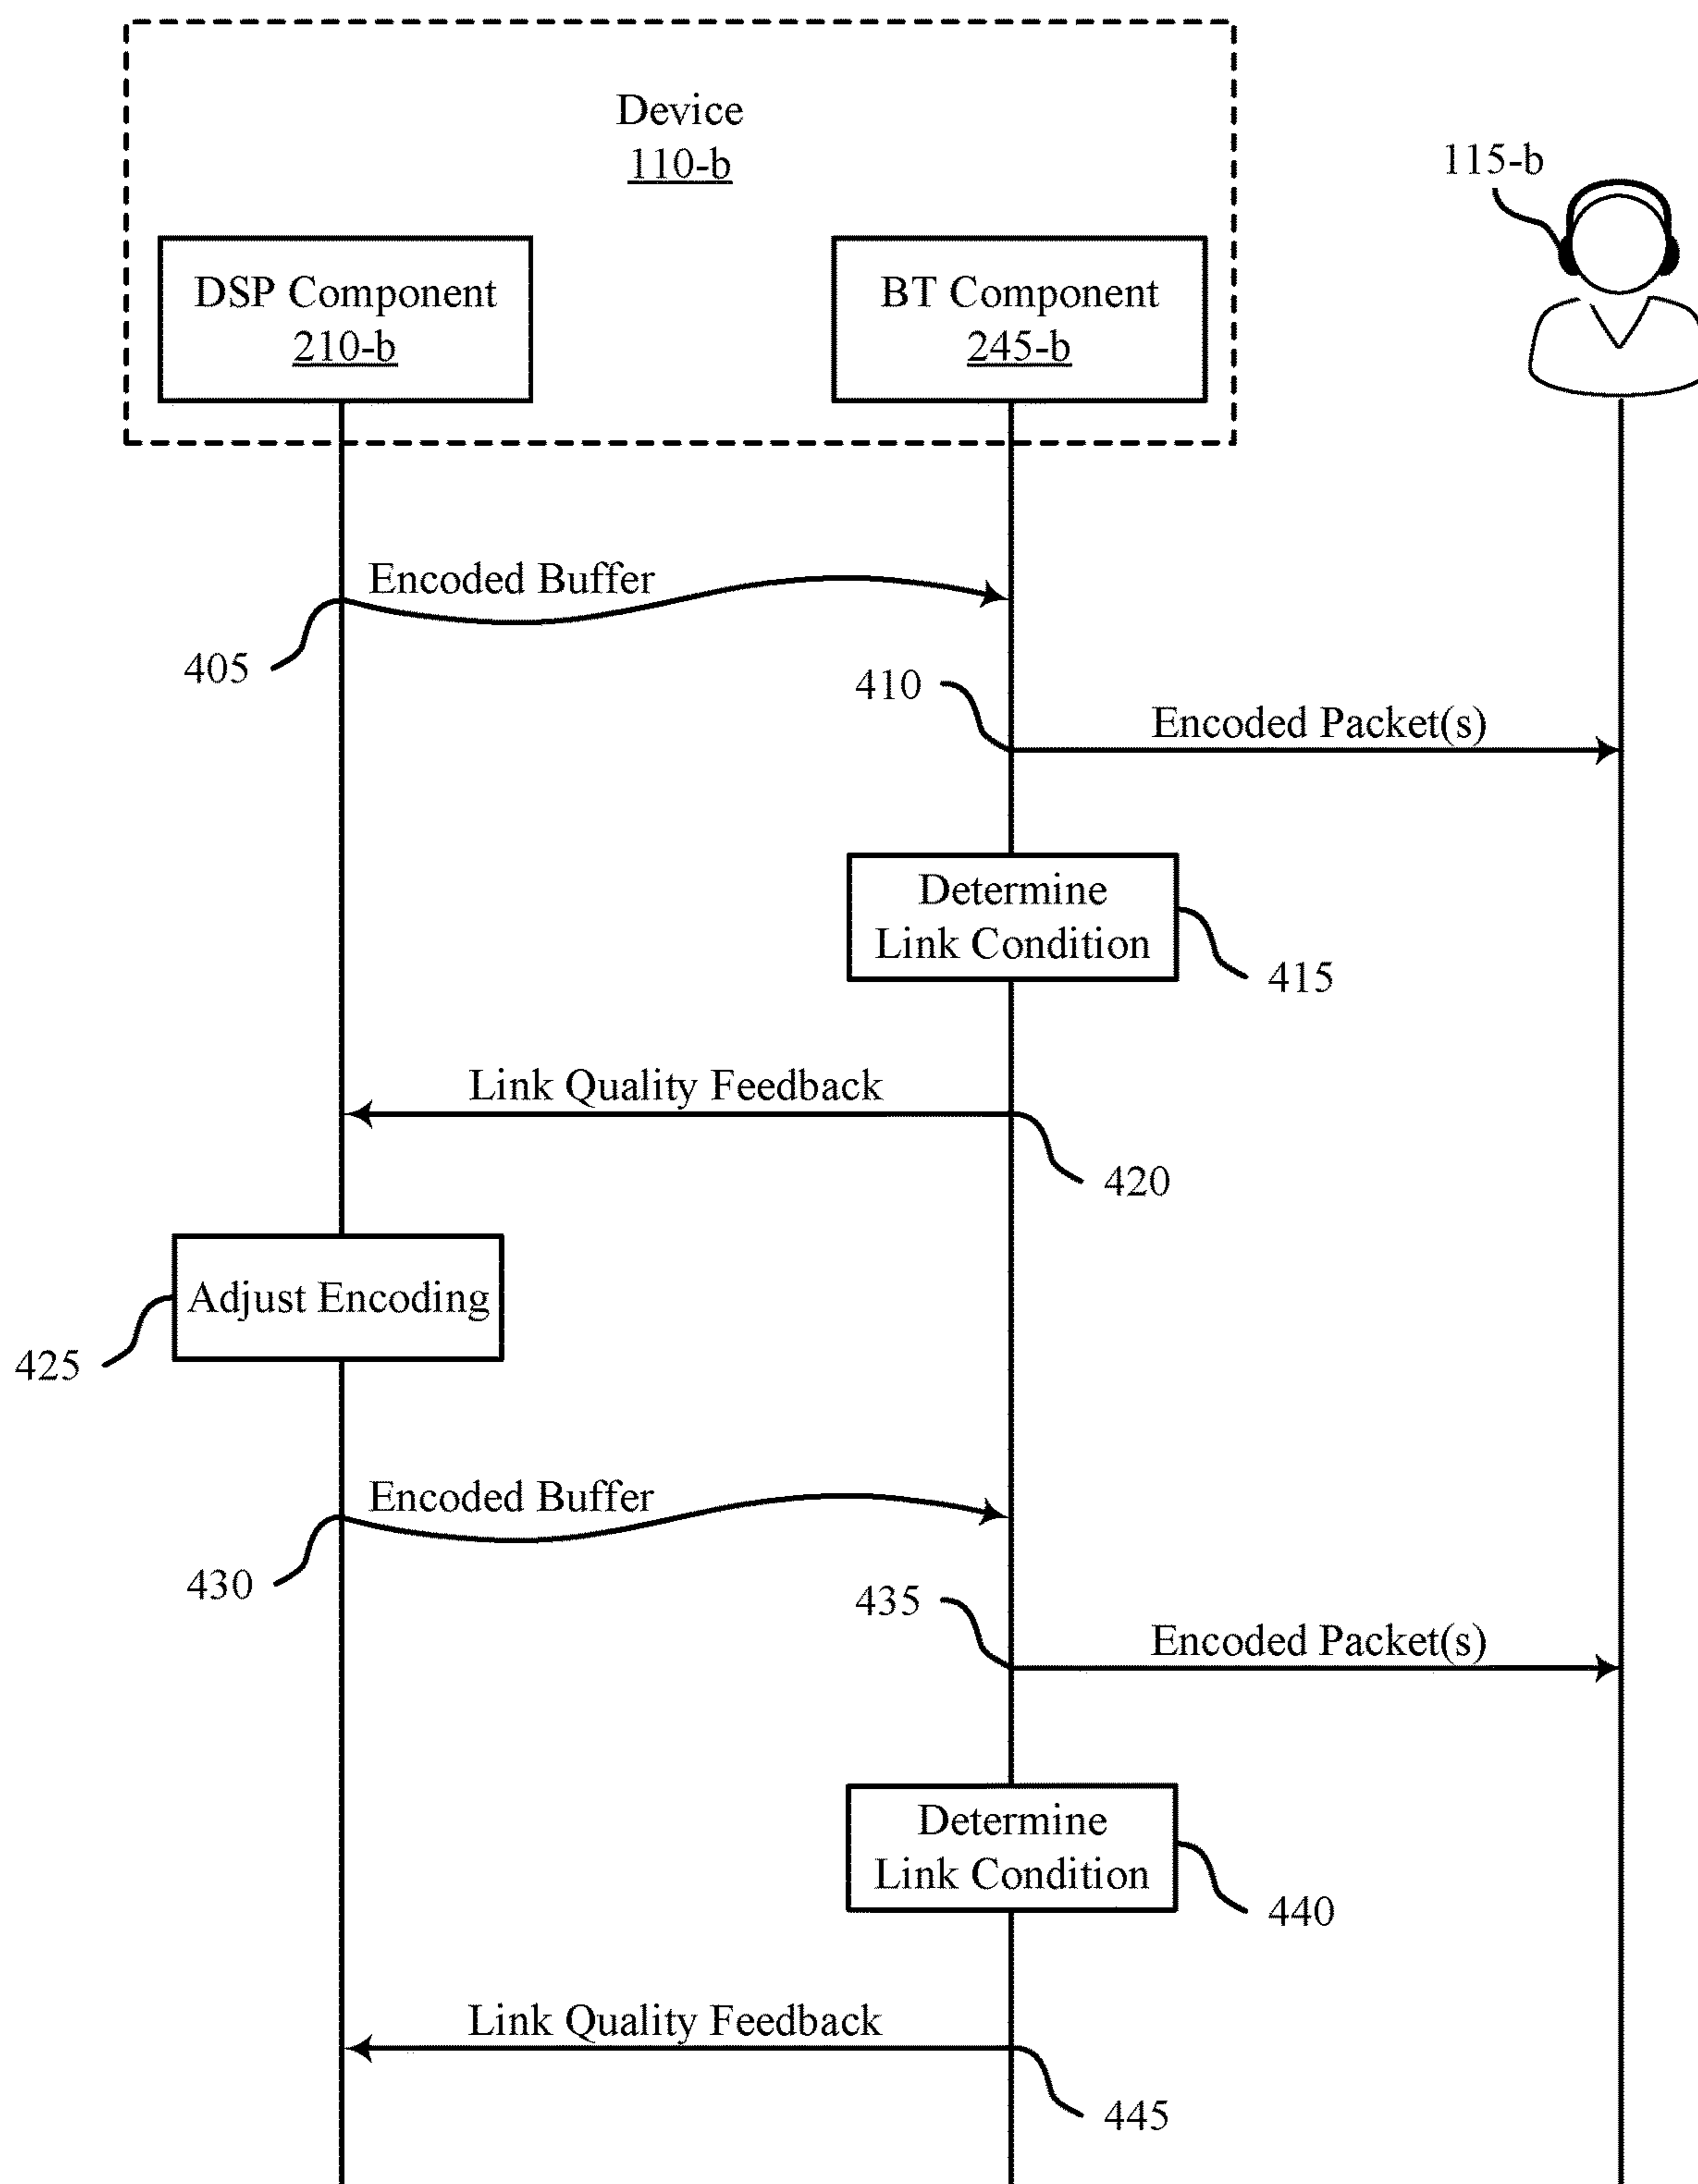 Device
110-b
115-b
DSP Component
210-b
BT Component
245-b
Encoded Buffer
405
410
Encoded Packet(s)
Determine
Link Condition
415
Link Quality Feedback
420
Adjust Encoding
425
Encoded Buffer
430
435
Encoded Packet(s)
Determine
Link Condition
440
Link Quality Feedback
445